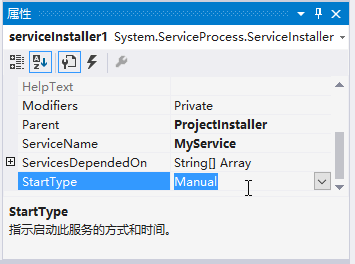 属性
serviceInstaller1 System.ServiceProcess.ServiceInstaller
HelpText
Modifiers Private
Parent ProjectInstaller
ServiceName MyService
ServicesDependedOn String[] Array
StartType Manual
StartType
指示启动此服务的方式和时间。